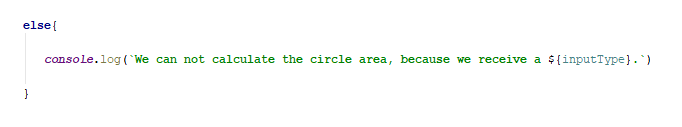 else{
console.log(`We can not calculate the circle area, because we receive a ${inputType}.`)
}